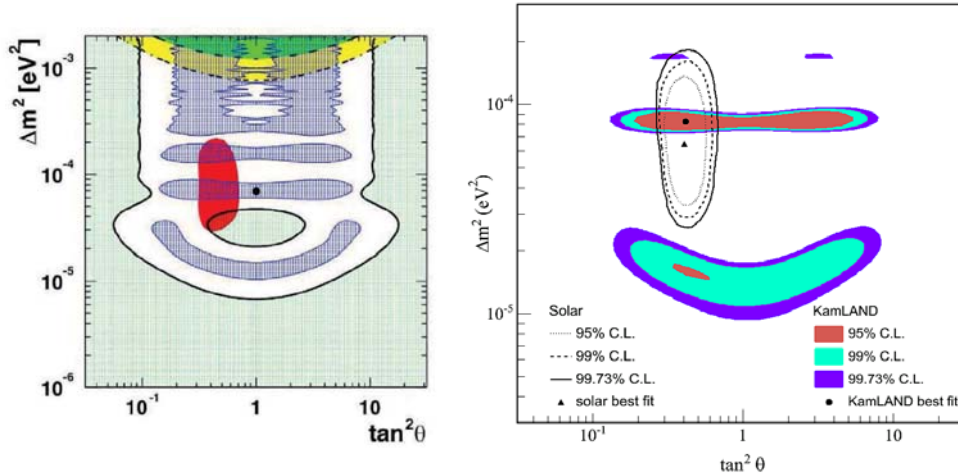 Δm² [eV²]
10⁻³
10⁻⁴
10⁻⁵
10⁻⁶
10⁻¹ 1 10
tan²θ
Δm² (eV²)
10⁻⁴
10⁻⁵
Solar
95% C.L.
99% C.L.
99.73% C.L.
solar best fit
KamLAND
95% C.L.
99% C.L.
99.73% C.L.
KamLAND best fit
10⁻¹ 1 10
tan² θ